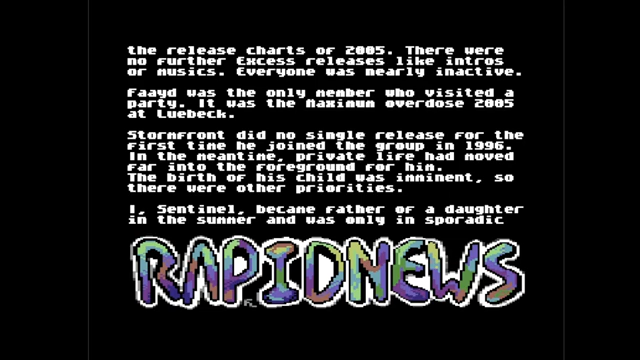 the release charts of 2005. There were
no further Excess releases like intros
or musics. Everyone was nearly inactive.
Faayd was the only member who visited a
party. It was the Maximum overdose 2005
at Luebeck.
Stormfront did no single release for the
first time he joined the group in 1996.
In the meantime, private life had moved
far into the foreground for him.
The birth of his child was imminent, so
there were other priorities.
I, Sentinel, became father of a daughter
in the summer and was only in sporadic
RAPIDNEWS